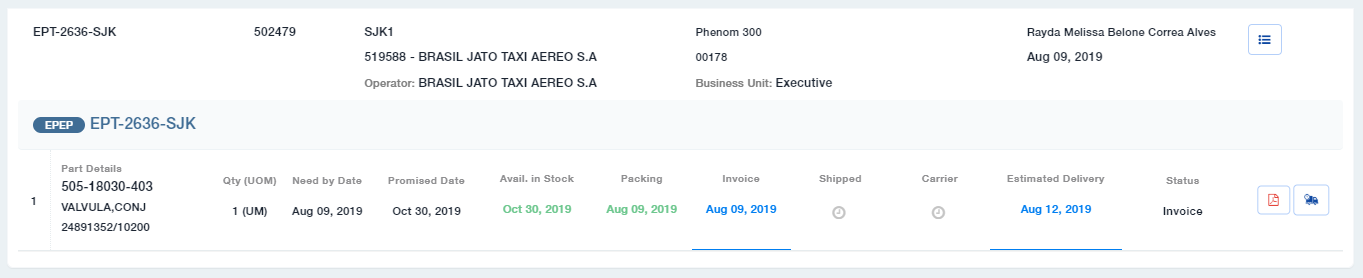 EPT-2636-SJK 502479 SJK1 Phenom 300 Rayda Melissa Belone Correa Alves
519588 - BRASIL JATO TAXI AEREO S.A 00178 Aug 09, 2019
Operator: BRASIL JATO TAXI AEREO S.A Business Unit: Executive
EPEP EPT-2636-SJK
Part Details Qty (UOM) Need by Date Promised Date Avail. in Stock Packing Invoice Shipped Carrier Estimated Delivery Status
505-18030-403
1 VALVULA,CONJ 1 (UM) Aug 09, 2019 Oct 30, 2019 Oct 30, 2019 Aug 09, 2019 Aug 09, 2019 Aug 12, 2019 Invoice
24891352/10200